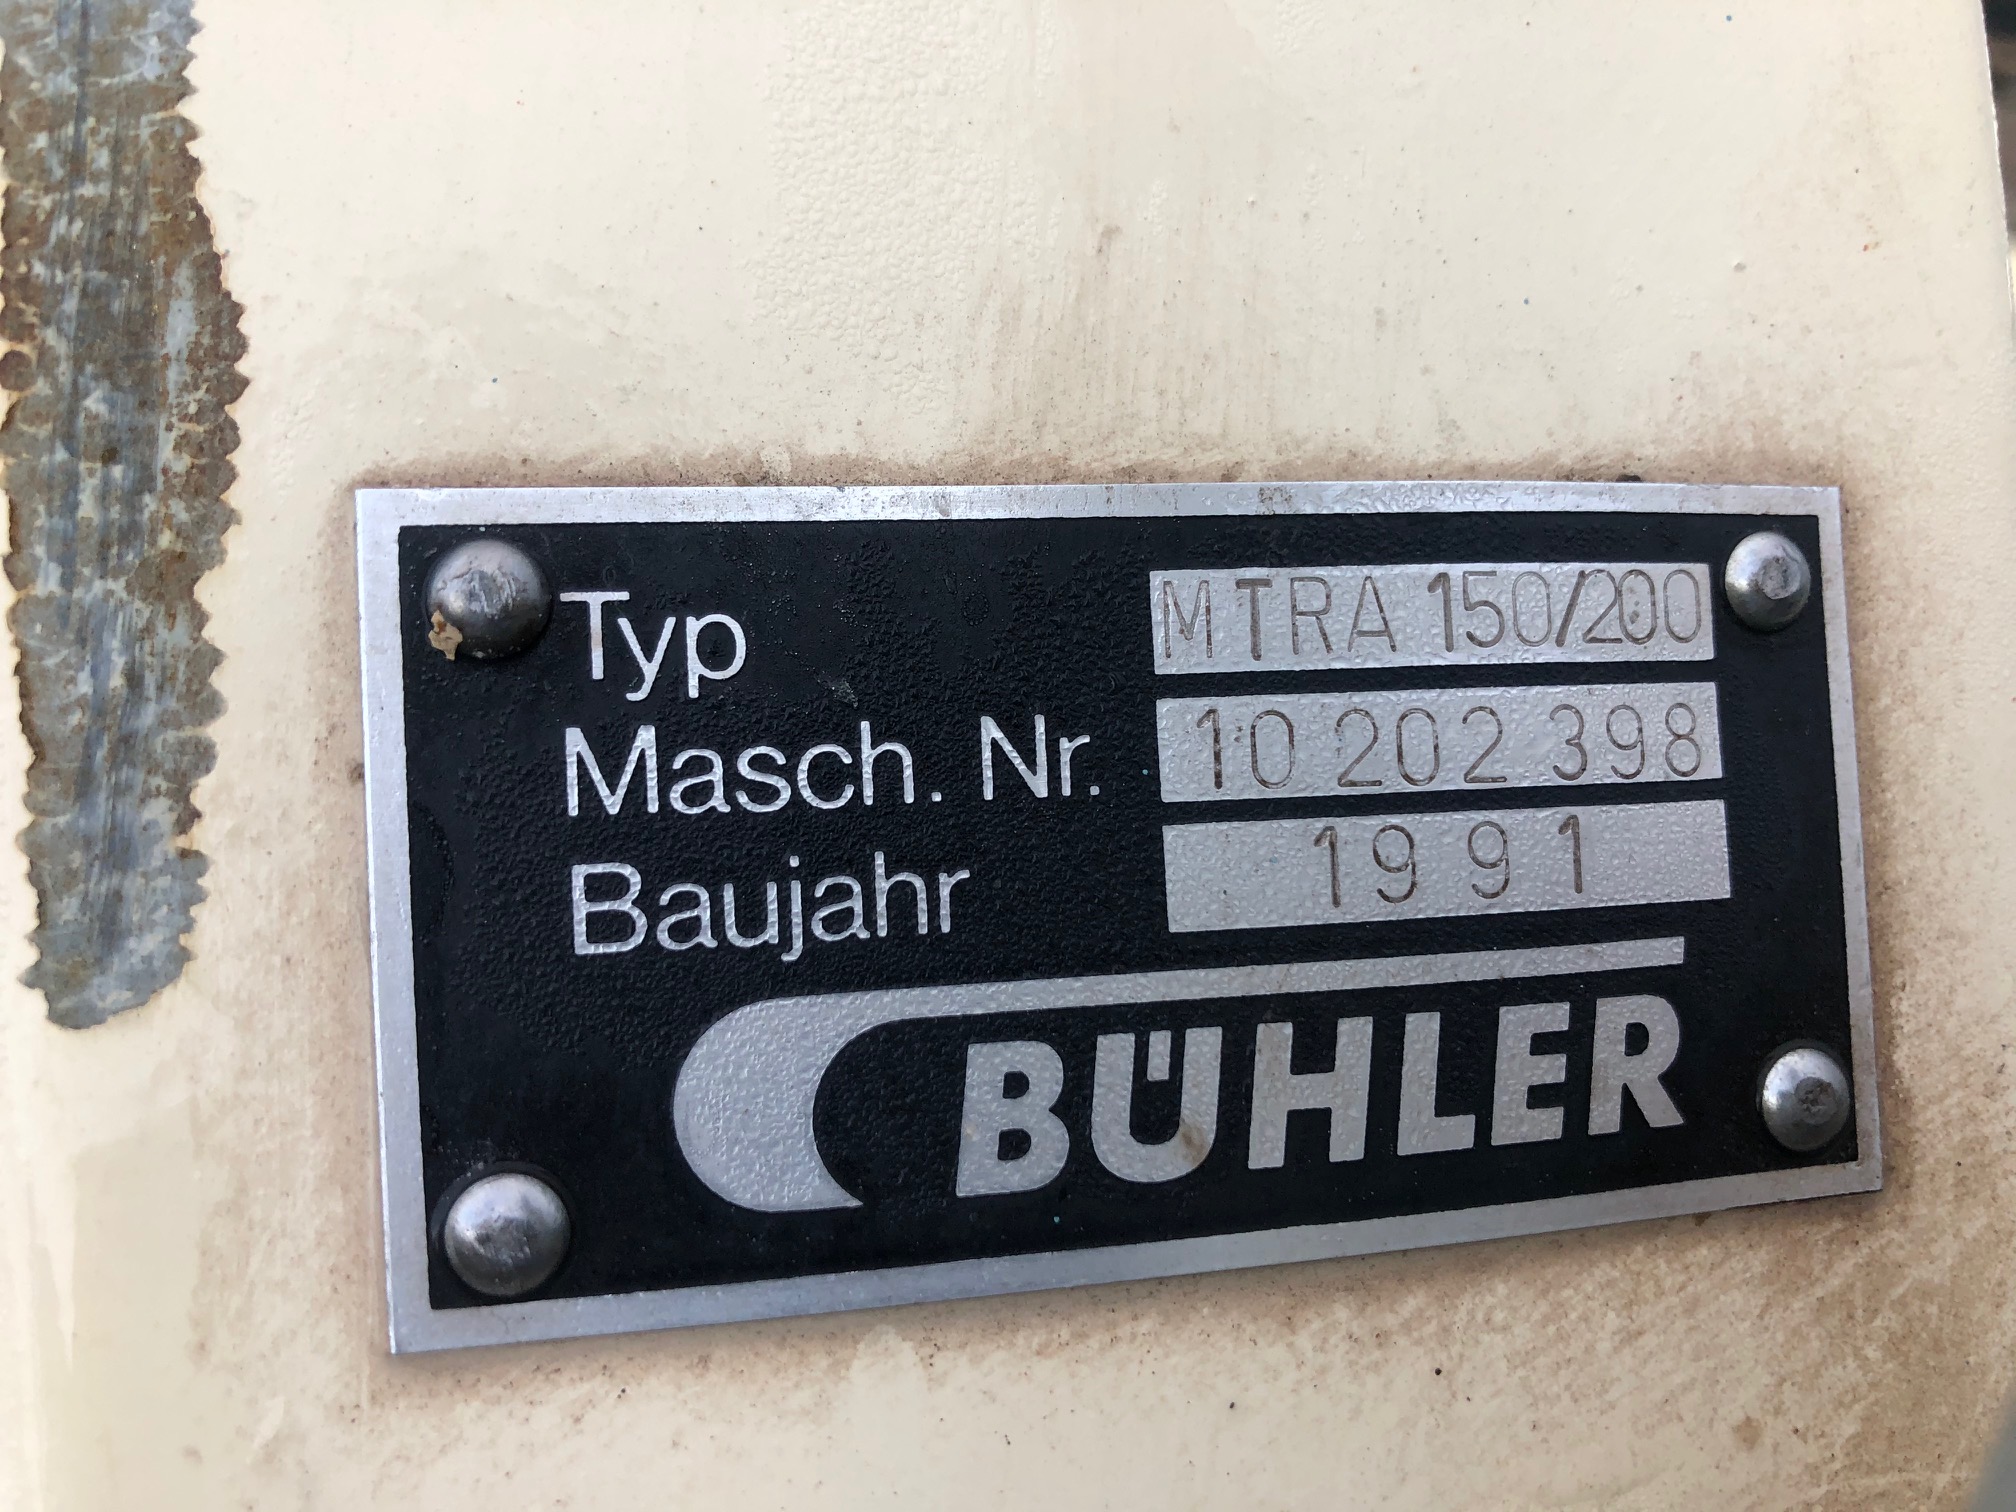 Typ MTRA 150/200
Masch. Nr. 10 202 398
Baujahr 1991
BÜHLER